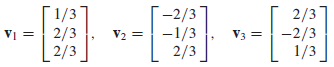 v₁ = [1/3 2/3 2/3], v₂ = [−2/3 −1/3 2/3], v₃ = [2/3 −2/3 1/3]